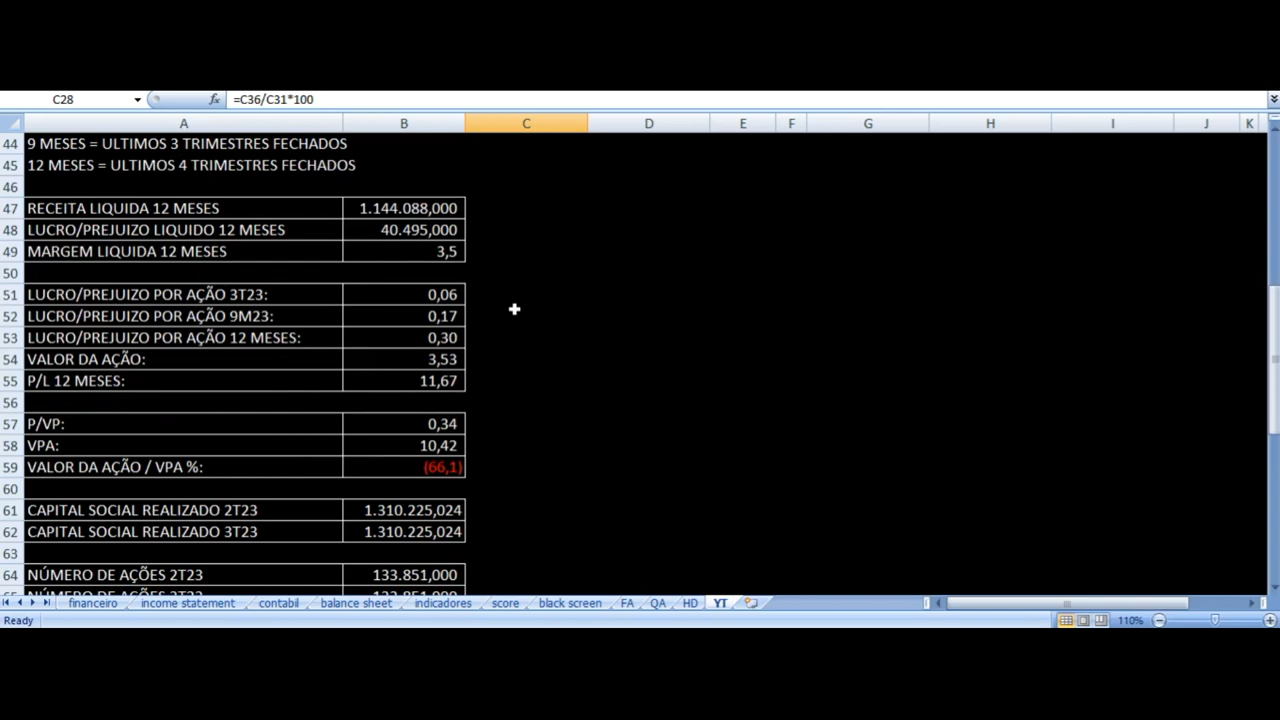 C28 fx =C36/C31*100
A B C D E F G H I J K
44 9 MESES = ULTIMOS 3 TRIMESTRES FECHADOS
45 12 MESES = ULTIMOS 4 TRIMESTRES FECHADOS
46
47 RECEITA LIQUIDA 12 MESES 1.144.088,000
48 LUCRO/PREJUIZO LIQUIDO 12 MESES 40.495,000
49 MARGEM LIQUIDA 12 MESES 3,5
50
51 LUCRO/PREJUIZO POR AÇÃO 3T23: 0,06
52 LUCRO/PREJUIZO POR AÇÃO 9M23: 0,17
53 LUCRO/PREJUIZO POR AÇÃO 12 MESES: 0,30
54 VALOR DA AÇÃO: 3,53
55 P/L 12 MESES: 11,67
56
57 P/VP: 0,34
58 VPA: 10,42
59 VALOR DA AÇÃO / VPA %: (66,1)
60
61 CAPITAL SOCIAL REALIZADO 2T23 1.310.225,024
62 CAPITAL SOCIAL REALIZADO 3T23 1.310.225,024
63
64 NÚMERO DE AÇÕES 2T23 133.851,000
financeiro income statement contabil balance sheet indicadores score black screen FA QA HD YT
Ready 110%